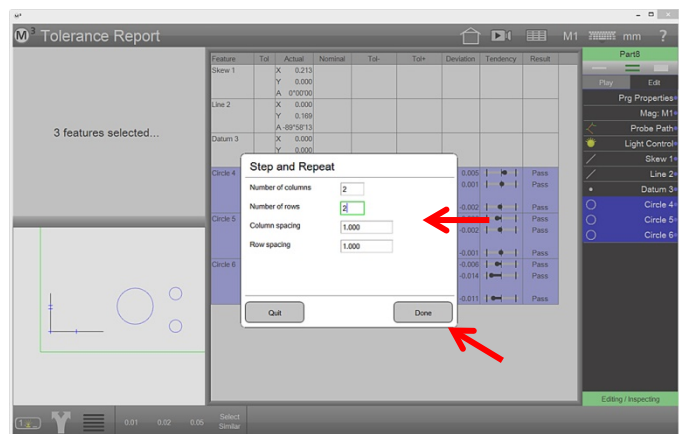 M³
M³ Tolerance Report
M1 mm ?
3 features selected...
Feature Tol Actual Nominal Tol- Tol+ Deviation Tendency Result
Skew 1 X 0.213
Y 0.000
A 0°00'00
Line 2 X 0.000
Y 0.169
A -89°58'13
Datum 3 X 0.000
Y 0.000
Circle 4 0.005 Pass
0.001 Pass
-0.002 Pass
Circle 5 Pass
-0.002 Pass
-0.001 Pass
Circle 6 -0.006 Pass
-0.014 Pass
-0.011 Pass
Step and Repeat
Number of columns 2
Number of rows 2
Column spacing 1.000
Row spacing 1.000
Quit Done
Part8
Play Edit
Prg Properties
Mag: M1
Probe Path
Light Control
Skew 1
Line 2
Datum 3
Circle 4
Circle 5
Circle 6
Editing / Inspecting
0.01 0.02 0.05 Select
Similar